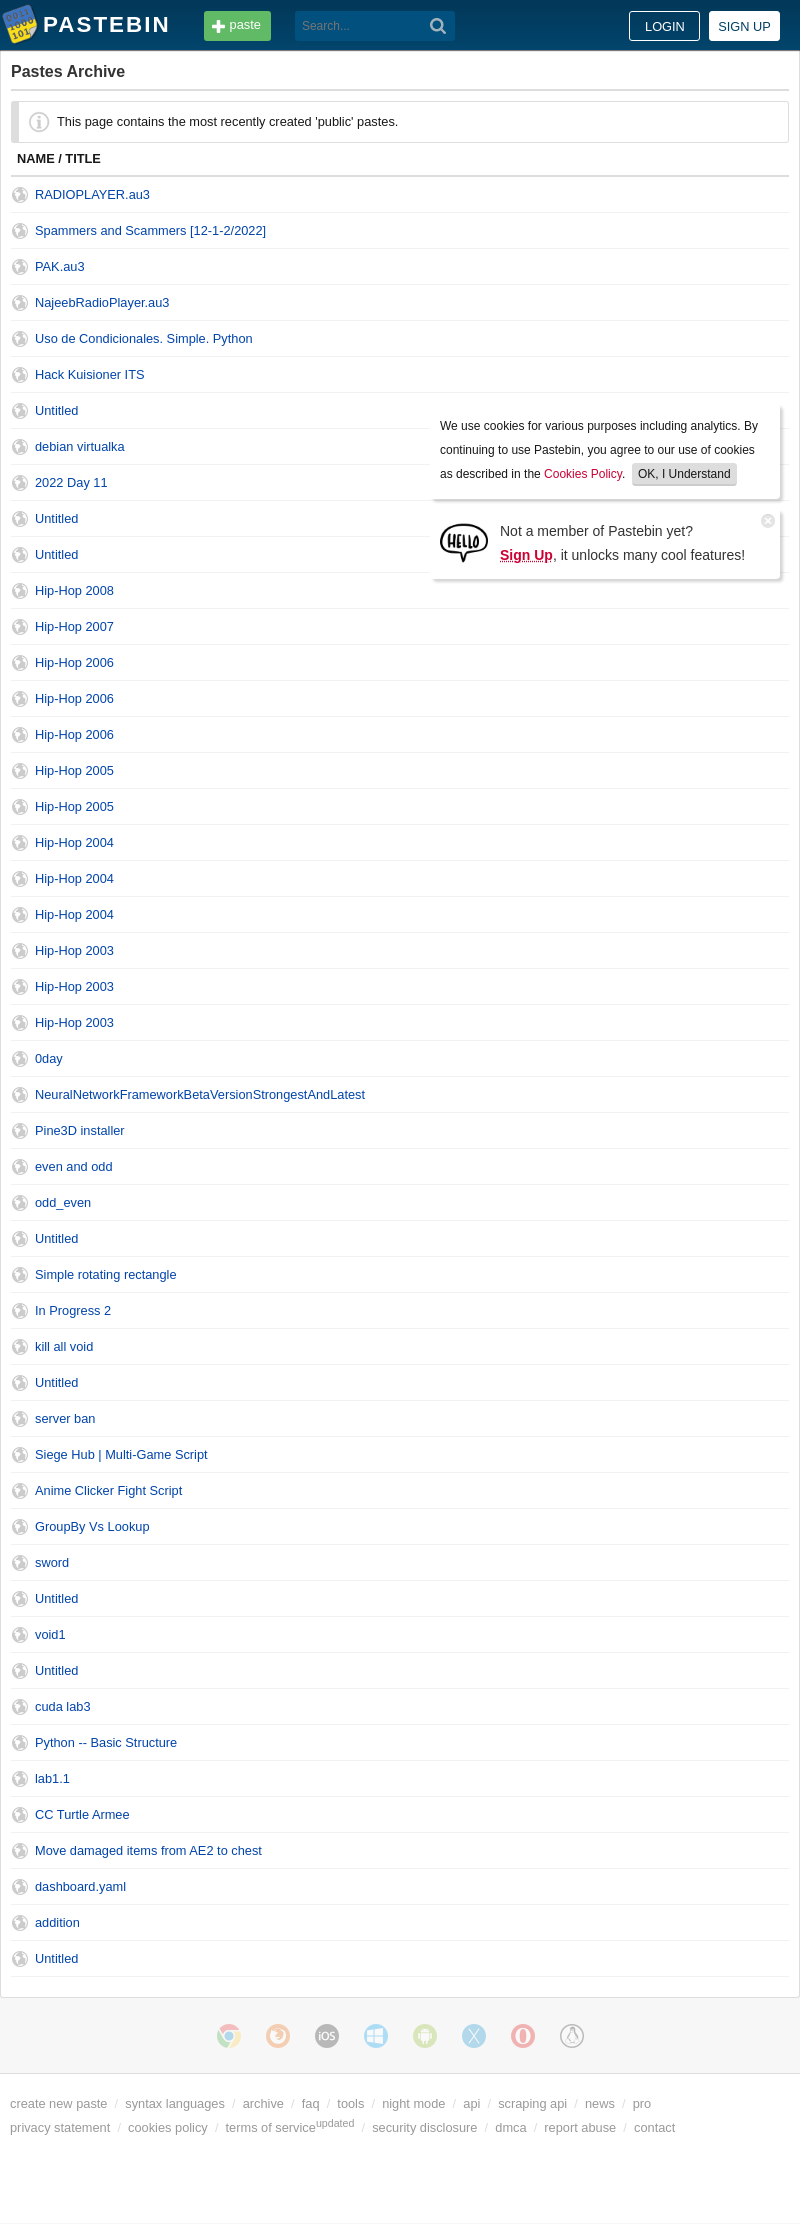 PASTEBIN paste Search... LOGIN SIGN UP
Pastes Archive
This page contains the most recently created 'public' pastes.
NAME / TITLE
RADIOPLAYER.au3
Spammers and Scammers [12-1-2/2022]
PAK.au3
NajeebRadioPlayer.au3
Uso de Condicionales. Simple. Python
Hack Kuisioner ITS
Untitled
debian virtualka
2022 Day 11
Untitled
Untitled
We use cookies for various purposes including analytics. By
continuing to use Pastebin, you agree to our use of cookies
as described in the Cookies Policy. OK, I Understand
HELLO
Not a member of Pastebin yet?
Sign Up, it unlocks many cool features!
Hip-Hop 2008
Hip-Hop 2007
Hip-Hop 2006
Hip-Hop 2006
Hip-Hop 2006
Hip-Hop 2005
Hip-Hop 2005
Hip-Hop 2004
Hip-Hop 2004
Hip-Hop 2004
Hip-Hop 2003
Hip-Hop 2003
Hip-Hop 2003
0day
NeuralNetworkFrameworkBetaVersionStrongestAndLatest
Pine3D installer
even and odd
odd_even
Untitled
Simple rotating rectangle
In Progress 2
kill all void
Untitled
server ban
Siege Hub | Multi-Game Script
Anime Clicker Fight Script
GroupBy Vs Lookup
sword
Untitled
void1
Untitled
cuda lab3
Python -- Basic Structure
lab1.1
CC Turtle Armee
Move damaged items from AE2 to chest
dashboard.yaml
addition
Untitled
iOS
create new paste / syntax languages / archive / faq / tools / night mode / api / scraping api / news / pro
privacy statement / cookies policy / terms of service updated / security disclosure / dmca / report abuse / contact